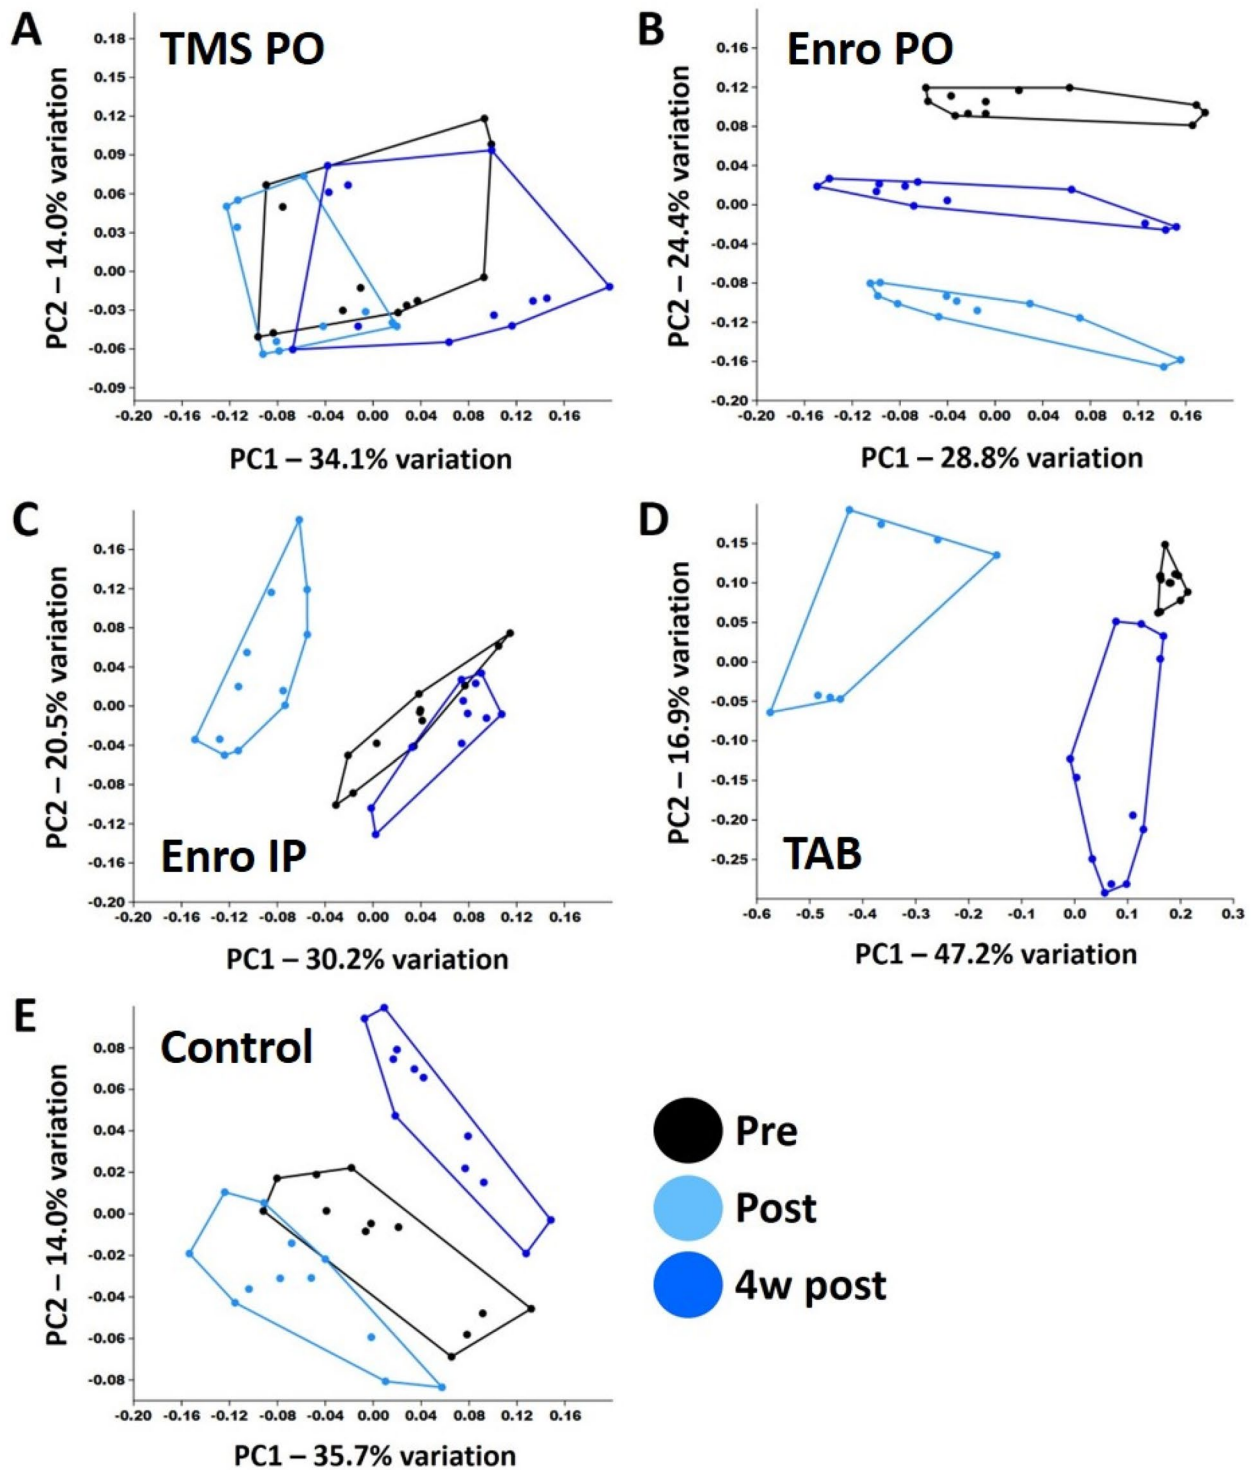 A
TMS PO
PC2 – 14.0% variation
0.18
0.15
0.12
0.09
0.06
0.03
0.00
-0.03
-0.06
-0.09
-0.20 -0.16 -0.12 -0.08 -0.04 0.00 0.04 0.08 0.12 0.16
PC1 – 34.1% variation
B
Enro PO
PC2 – 24.4% variation
0.16
0.12
0.08
0.04
0.00
-0.04
-0.08
-0.12
-0.16
-0.20
-0.20 -0.16 -0.12 -0.08 -0.04 0.00 0.04 0.08 0.12 0.16
PC1 – 28.8% variation
C
PC2 – 20.5% variation
0.16
0.12
0.08
0.04
0.00
-0.04
-0.08
-0.12
-0.16
-0.20
Enro IP
-0.20 -0.16 -0.12 -0.08 -0.04 0.00 0.04 0.08 0.12 0.16
PC1 – 30.2% variation
D
PC2 – 16.9% variation
0.15
0.10
0.05
0.00
-0.05
-0.10
-0.15
-0.20
-0.25
TAB
-0.6 -0.5 -0.4 -0.3 -0.2 -0.1 0.0 0.1 0.2 0.3
PC1 – 47.2% variation
E
Control
PC2 – 14.0% variation
0.08
0.06
0.04
0.02
0.00
-0.02
-0.04
-0.06
-0.08
-0.20 -0.16 -0.12 -0.08 -0.04 0.00 0.04 0.08 0.12 0.16
PC1 – 35.7% variation
Pre
Post
4w post